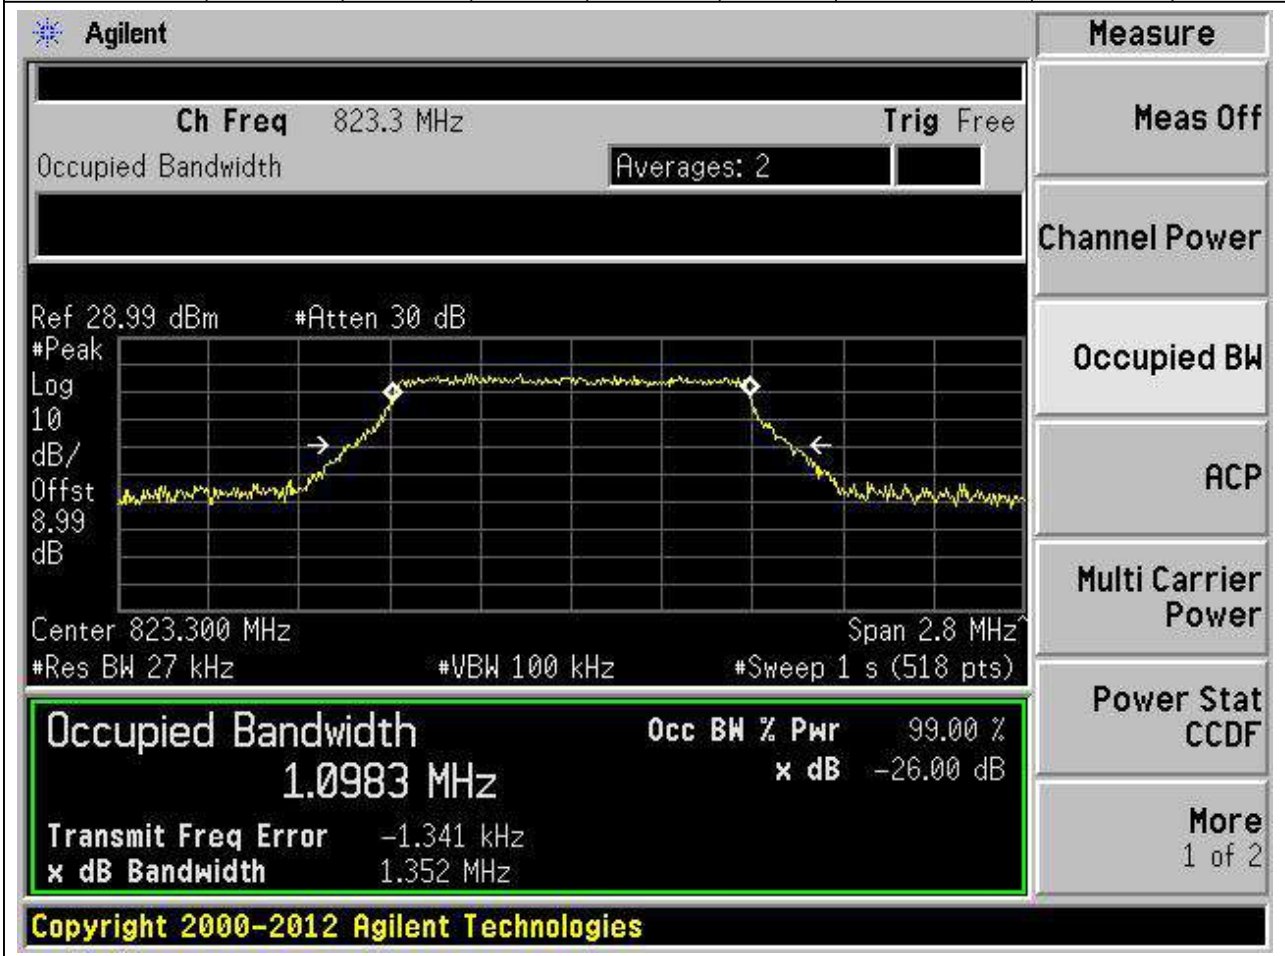 Agilent
Measure
Ch Freq 823.3 MHz Trig Free
Occupied Bandwidth Averages: 2
Meas Off
Channel Power
Ref 28.99 dBm #Atten 30 dB
#Peak
Log
10
dB/
Offst
8.99
dB
Occupied BW
ACP
Multi Carrier
Power
Center 823.300 MHz Span 2.8 MHz^
#Res BW 27 kHz #VBW 100 kHz #Sweep 1 s (518 pts)
Occupied Bandwidth Occ BW % Pwr 99.00 %
1.0983 MHz x dB -26.00 dB
Transmit Freq Error -1.341 kHz
x dB Bandwidth 1.352 MHz
Power Stat
CCDF
More
1 of 2
Copyright 2000-2012 Agilent Technologies